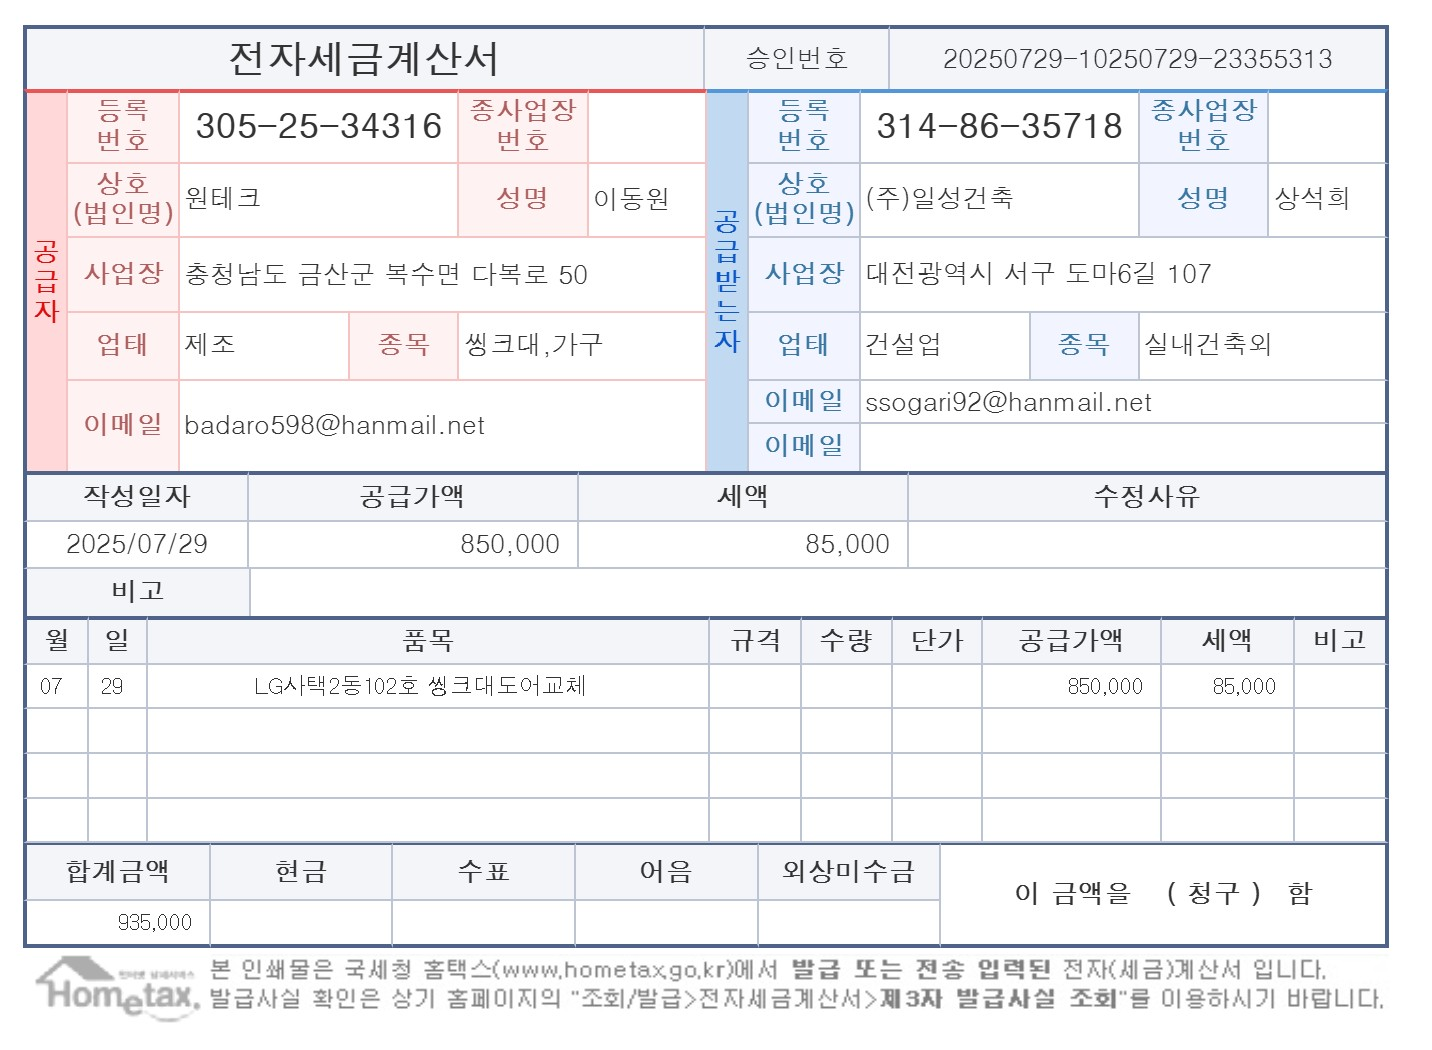 전자세금계산서 승인번호 20250729-10250729-23355313
공급자
등록번호 305-25-34316 종사업장번호
상호(법인명) 원테크 성명 이동원
사업장 충청남도 금산군 복수면 다복로 50
업태 제조 종목 씽크대,가구
이메일 badaro598@hanmail.net
공급받는자
등록번호 314-86-35718 종사업장번호
상호(법인명) (주)일성건축 성명 상석희
사업장 대전광역시 서구 도마6길 107
업태 건설업 종목 실내건축외
이메일 ssogari92@hanmail.net
이메일
작성일자 공급가액 세액 수정사유
2025/07/29 850,000 85,000
비고
월 일 품목 규격 수량 단가 공급가액 세액 비고
07 29 LG사택2동102호 씽크대도어교체 850,000 85,000
합계금액 현금 수표 어음 외상미수금 이 금액을 ( 청구 ) 함
935,000
Hometax. 본 인쇄물은 국세청 홈택스(www.hometax.go.kr)에서 발급 또는 전송 입력된 전자(세금)계산서 입니다.
발급사실 확인은 상기 홈페이지의 "조회/발급>전자세금계산서>제3자 발급사실 조회"를 이용하시기 바랍니다.